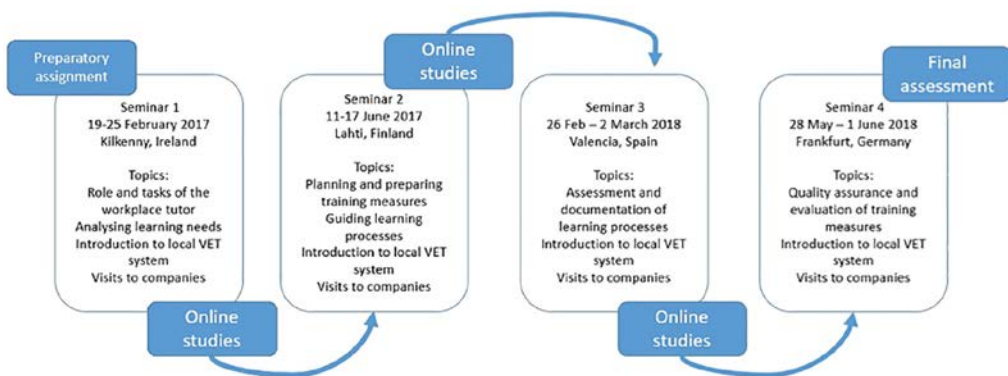 Preparatory
assignment
Seminar 1
19-25 February 2017
Kilkenny, Ireland
Topics:
Role and tasks of the
workplace tutor
Analysing learning needs
Introduction to local VET
system
Visits to companies
Online
studies
Seminar 2
11-17 June 2017
Lahti, Finland
Topics:
Planning and preparing
training measures
Guiding learning
processes
Introduction to local VET
system
Visits to companies
Online
studies
Seminar 3
26 Feb – 2 March 2018
Valencia, Spain
Topics:
Assessment and
documentation of
learning processes
Introduction to local VET
system
Visits to companies
Online
studies
Final
assessment
Seminar 4
28 May – 1 June 2018
Frankfurt, Germany
Topics:
Quality assurance and
evaluation of training
measures
Introduction to local VET
system
Visits to companies